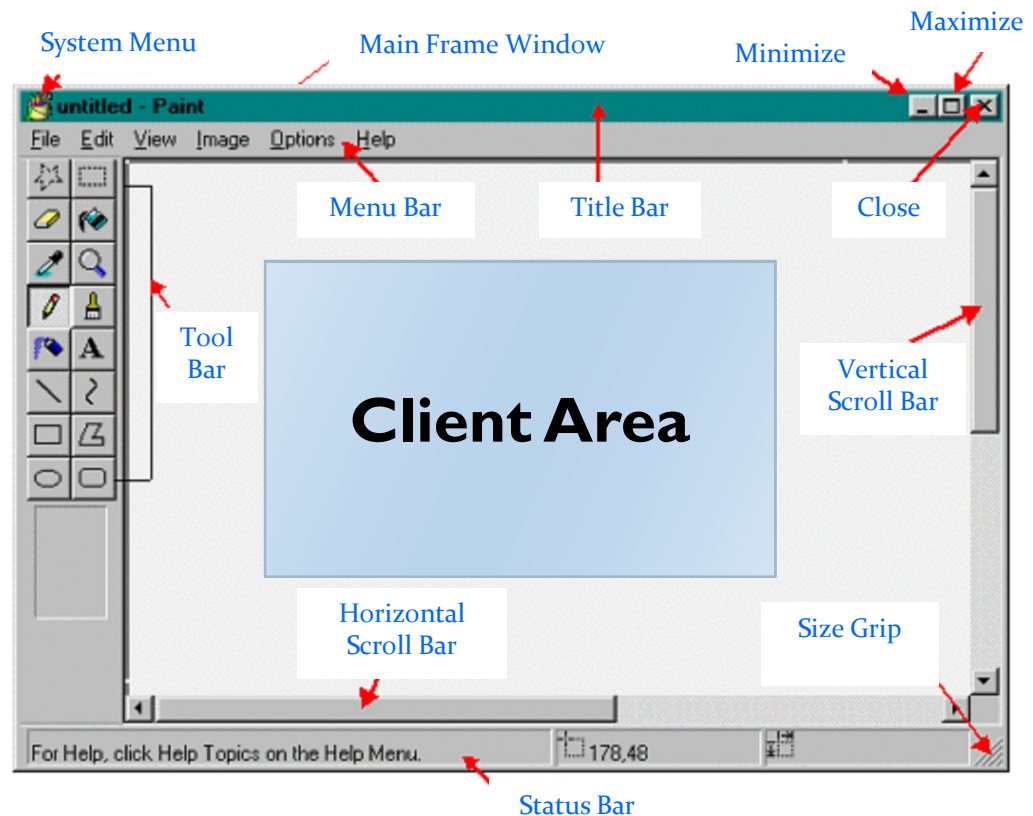 Maximize
System Menu
Main Frame Window
Minimize
untitled - Paint
File Edit View Image Options Help
Menu Bar
Title Bar
Close
Tool
Bar
A
Vertical
Scroll Bar
Client Area
Horizontal
Scroll Bar
Size Grip
For Help, click Help Topics on the Help Menu.
178,48
Status Bar